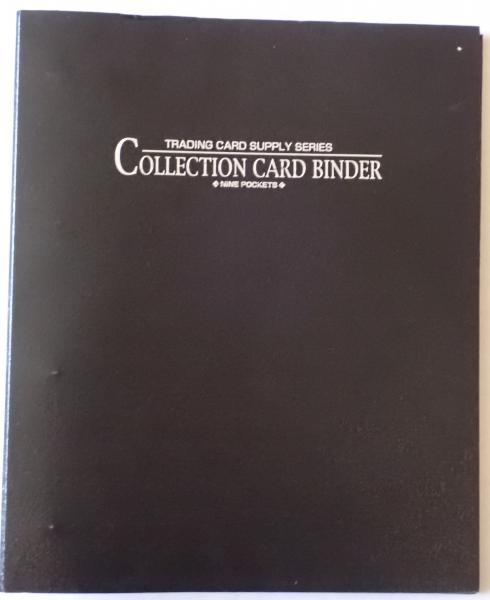 TRADING CARD SUPPLY SERIES
COLLECTION CARD BINDER
◆ NINE POCKETS ◆